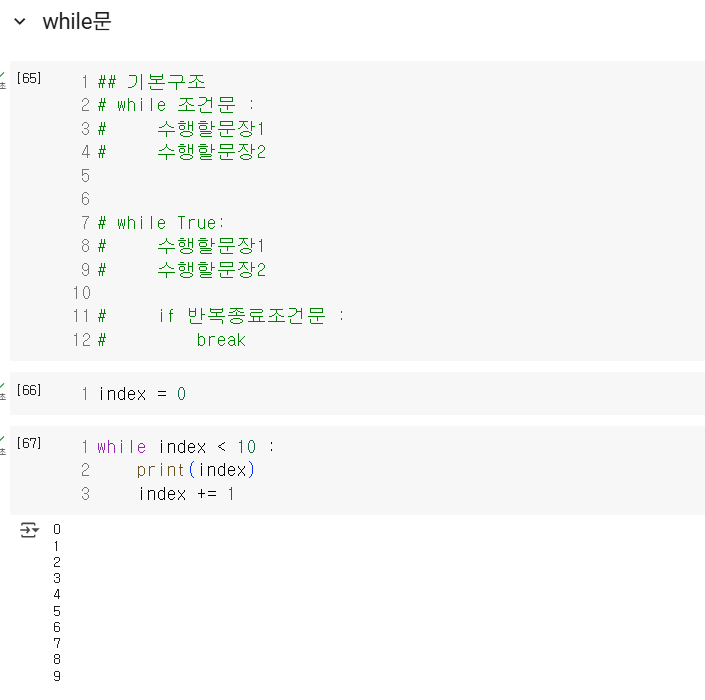 while문
[65]
1 ## 기본구조
2 # while 조건문 :
3 #     수행할문장1
4 #     수행할문장2
5
6
7 # while True:
8 #     수행할문장1
9 #     수행할문장2
10
11 #     if 반복종료조건문 :
12 #         break
[66]
1 index = 0
[67]
1 while index < 10 :
2     print(index)
3     index += 1
0
1
2
3
4
5
6
7
8
9